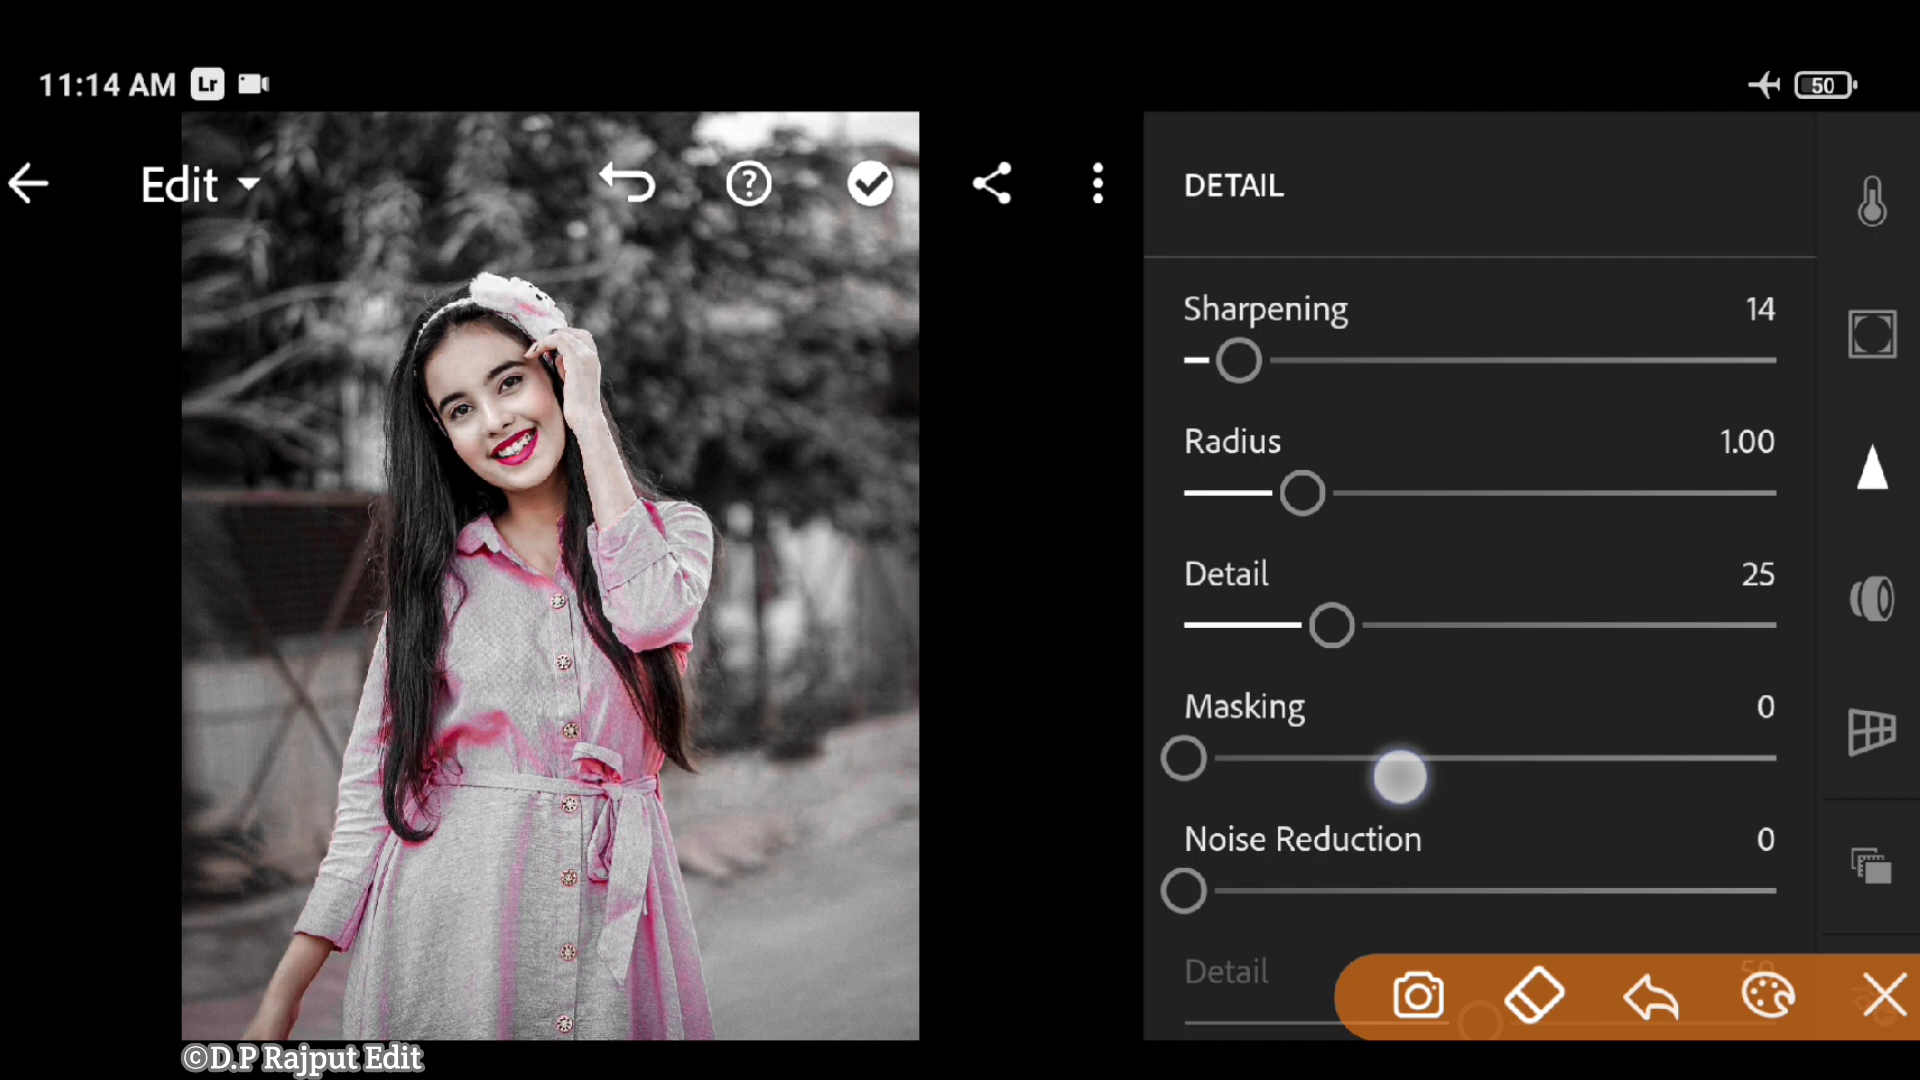 11:14 AM Lr 50
Edit
DETAIL
Sharpening 14
Radius 1.00
Detail 25
Masking 0
Noise Reduction 0
Detail 50
©D.P Rajput Edit